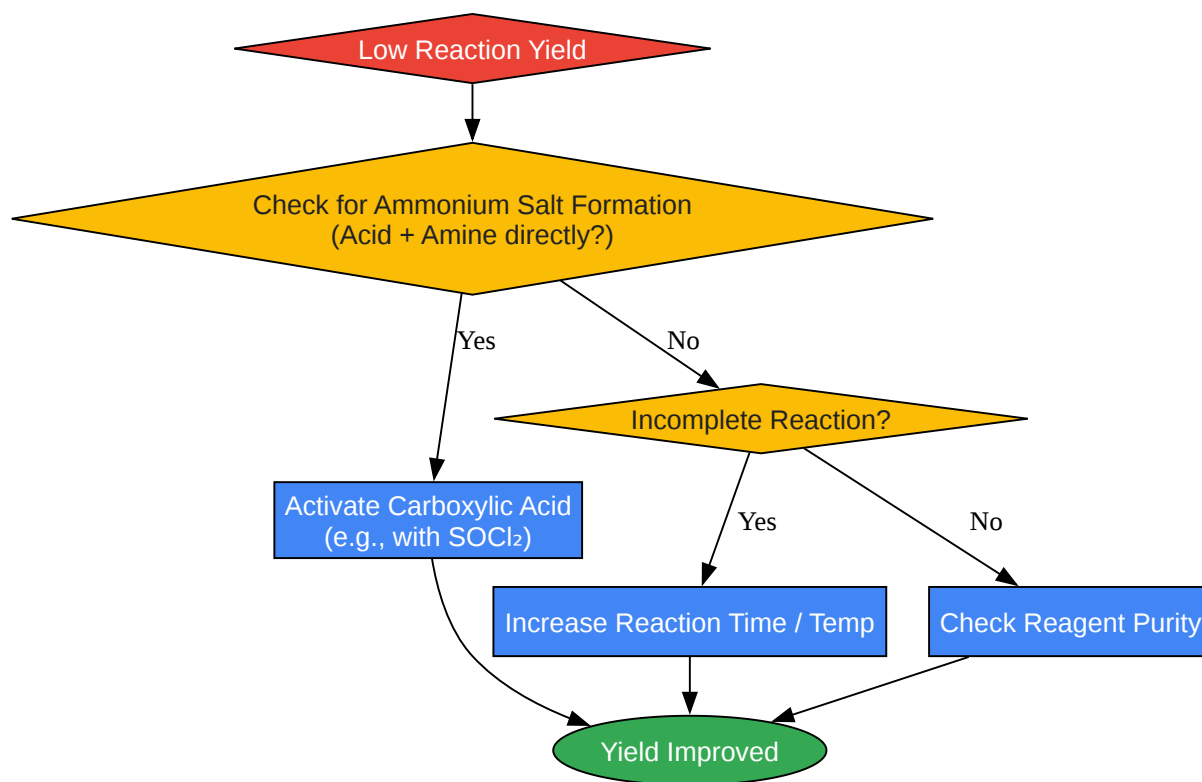 Low Reaction Yield
Check for Ammonium Salt Formation
(Acid + Amine directly?)
Yes
No
Incomplete Reaction?
Activate Carboxylic Acid
(e.g., with SOCl₂)
Yes
No
Increase Reaction Time / Temp
Check Reagent Purity
Yield Improved